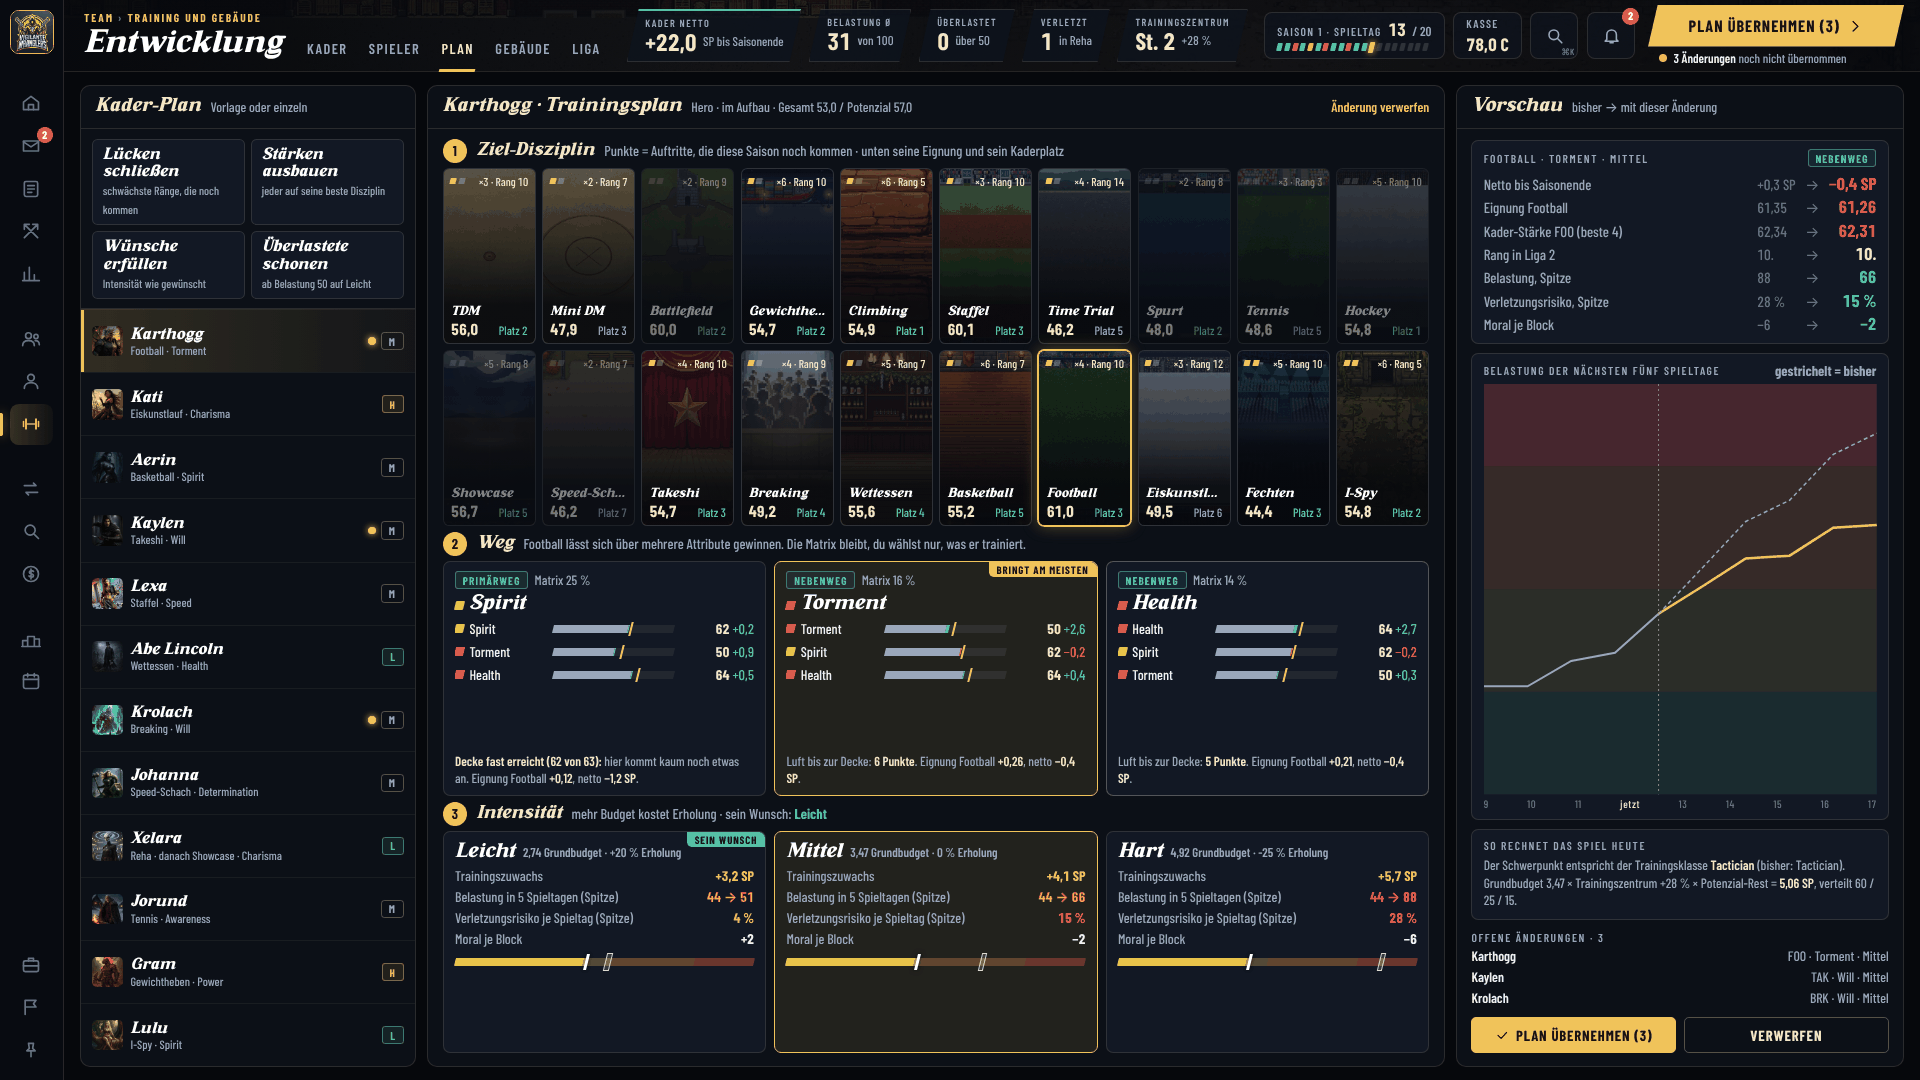 TEAM › TRAINING UND GEBÄUDE
Entwicklung
KADER SPIELER PLAN GEBÄUDE LIGA
KADER NETTO
+22,0 SP bis Saisonende
BELASTUNG Ø
31 von 100
ÜBERLASTET
0 über 50
VERLETZT
1 in Reha
TRAININGSZENTRUM
St. 2 +28 %
SAISON 1 · SPIELTAG 13 / 20
KASSE
78,0 C
⌘K
2
PLAN ÜBERNEHMEN (3)
3 Änderungen noch nicht übernommen
2
Kader-Plan Vorlage oder einzeln
Lücken schließen
schwächste Ränge, die noch kommen
Stärken ausbauen
jeder auf seine beste Disziplin
Wünsche erfüllen
Intensität wie gewünscht
Überlastete schonen
ab Belastung 50 auf Leicht
Karthogg
Football · Torment
M
Kati
Eiskunstlauf · Charisma
H
Aerin
Basketball · Spirit
M
Kaylen
Takeshi · Will
M
Lexa
Staffel · Speed
M
Abe Lincoln
Wettessen · Health
L
Krolach
Breaking · Will
M
Johanna
Speed-Schach · Determination
M
Xelara
Reha · danach Showcase · Charisma
L
Jorund
Tennis · Awareness
M
Gram
Gewichtheben · Power
H
Lulu
I-Spy · Spirit
L
Karthogg · Trainingsplan Hero · im Aufbau · Gesamt 53,0 / Potenzial 57,0
Änderung verwerfen
1 Ziel-Disziplin Punkte = Auftritte, die diese Saison noch kommen · unten seine Eignung und sein Kaderplatz
×3 · Rang 10
TDM
56,0 Platz 2
×2 · Rang 7
Mini DM
47,9 Platz 3
×2 · Rang 9
Battlefield
60,0 Platz 2
×6 · Rang 10
Gewichthe...
54,7 Platz 2
×6 · Rang 5
Climbing
54,9 Platz 1
×3 · Rang 10
Staffel
60,1 Platz 3
×4 · Rang 14
Time Trial
46,2 Platz 5
×2 · Rang 8
Spurt
48,0 Platz 2
×3 · Rang 3
Tennis
48,6 Platz 5
×5 · Rang 10
Hockey
54,8 Platz 1
×5 · Rang 8
Showcase
56,7 Platz 5
×2 · Rang 7
Speed-Sch...
46,2 Platz 7
×4 · Rang 10
Takeshi
54,7 Platz 3
×4 · Rang 9
Breaking
49,2 Platz 4
×5 · Rang 7
Wettessen
55,6 Platz 4
×6 · Rang 7
Basketball
55,2 Platz 5
×4 · Rang 10
Football
61,0 Platz 3
×3 · Rang 12
Eiskunstl...
49,5 Platz 6
×5 · Rang 10
Fechten
44,4 Platz 3
×6 · Rang 5
I-Spy
54,8 Platz 2
2 Weg Football lässt sich über mehrere Attribute gewinnen. Die Matrix bleibt, du wählst nur, was er trainiert.
PRIMÄRWEG Matrix 25 %
Spirit
Spirit 62 +0,2
Torment 50 +0,9
Health 64 +0,5
Decke fast erreicht (62 von 63): hier kommt kaum noch etwas
an. Eignung Football +0,12, netto −1,2 SP.
BRINGT AM MEISTEN
NEBENWEG Matrix 16 %
Torment
Torment 50 +2,6
Spirit 62 −0,2
Health 64 +0,4
Luft bis zur Decke: 6 Punkte. Eignung Football +0,26, netto −0,4
SP.
NEBENWEG Matrix 14 %
Health
Health 64 +2,7
Spirit 62 −0,2
Torment 50 +0,3
Luft bis zur Decke: 5 Punkte. Eignung Football +0,21, netto −0,4
SP.
3 Intensität mehr Budget kostet Erholung · sein Wunsch: Leicht
SEIN WUNSCH
Leicht 2,74 Grundbudget · +20 % Erholung
Trainingszuwachs +3,2 SP
Belastung in 5 Spieltagen (Spitze) 44 → 51
Verletzungsrisiko je Spieltag (Spitze) 4 %
Moral je Block +2
Mittel 3,47 Grundbudget · 0 % Erholung
Trainingszuwachs +4,1 SP
Belastung in 5 Spieltagen (Spitze) 44 → 66
Verletzungsrisiko je Spieltag (Spitze) 15 %
Moral je Block −2
Hart 4,92 Grundbudget · -25 % Erholung
Trainingszuwachs +5,7 SP
Belastung in 5 Spieltagen (Spitze) 44 → 88
Verletzungsrisiko je Spieltag (Spitze) 28 %
Moral je Block −6
Vorschau bisher → mit dieser Änderung
FOOTBALL · TORMENT · MITTEL NEBENWEG
Netto bis Saisonende +0,3 SP → −0,4 SP
Eignung Football 61,35 → 61,26
Kader-Stärke FOO (beste 4) 62,34 → 62,31
Rang in Liga 2 10. → 10.
Belastung, Spitze 88 → 66
Verletzungsrisiko, Spitze 28 % → 15 %
Moral je Block −6 → −2
BELASTUNG DER NÄCHSTEN FÜNF SPIELTAGE gestrichelt = bisher
9 10 11 jetzt 13 14 15 16 17
SO RECHNET DAS SPIEL HEUTE
Der Schwerpunkt entspricht der Trainingsklasse Tactician (bisher: Tactician).
Grundbudget 3,47 × Trainingszentrum +28 % × Potenzial-Rest = 5,06 SP, verteilt 60 /
25 / 15.
OFFENE ÄNDERUNGEN · 3
Karthogg FOO · Torment · Mittel
Kaylen TAK · Will · Mittel
Krolach BRK · Will · Mittel
PLAN ÜBERNEHMEN (3)
VERWERFEN